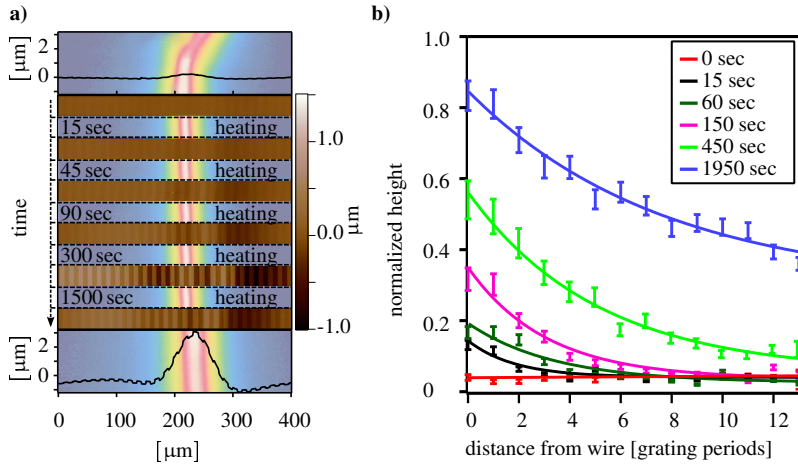 a)
[µm]
2
0
time
15 sec heating
45 sec heating
90 sec heating
300 sec heating
1500 sec heating
1.0
0.0
-1.0
µm
[µm]
2
0
0 100 200 300 400
[µm]
b)
normalized height
1.0
0.8
0.6
0.4
0.2
0
0 sec
15 sec
60 sec
150 sec
450 sec
1950 sec
0 2 4 6 8 10 12
distance from wire [grating periods]